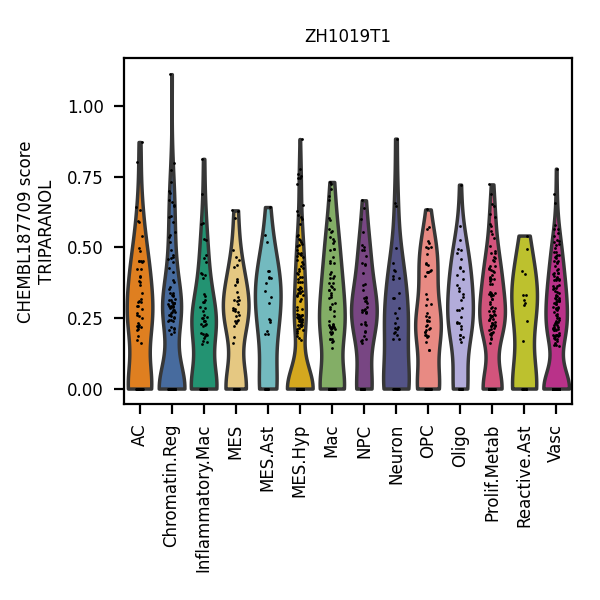 ZH1019T1
CHEMBL187709 score
TRIPARANOL
1.00
0.75
0.50
0.25
0.00
AC
Chromatin.Reg
Inflammatory.Mac
MES
MES.Ast
MES.Hyp
Mac
NPC
Neuron
OPC
Oligo
Prolif.Metab
Reactive.Ast
Vasc